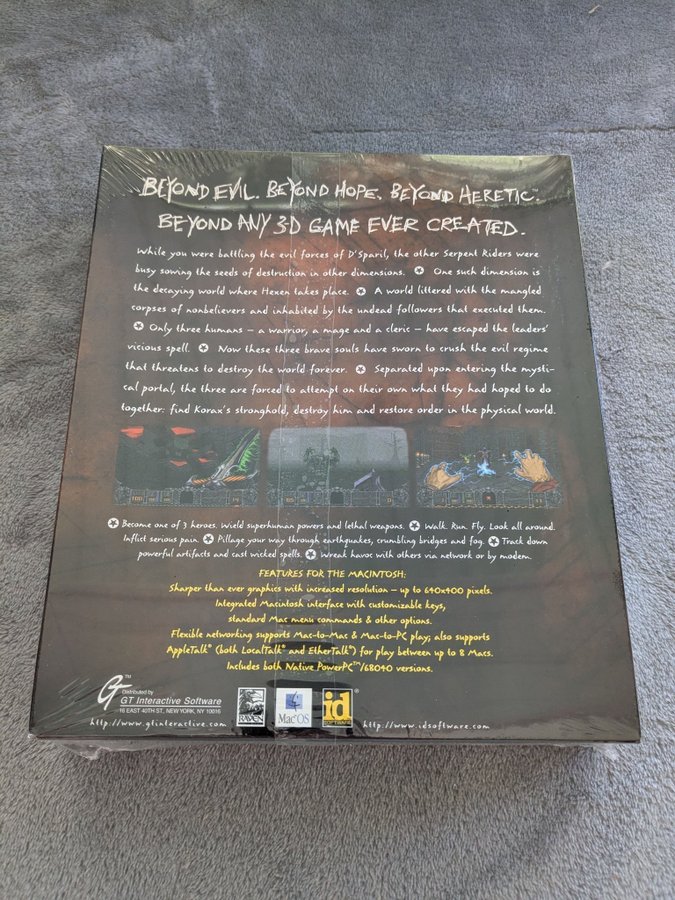 BEYOND EVIL. BEYOND HOPE. BEYOND HERETIC.™
BEYOND ANY 3D GAME EVER CREATED.
While you were battling the evil forces of D'Sparil, the other Serpent Riders were
busy sowing the seeds of destruction in other dimensions. ✪ One such dimension is
the decaying world where Hexen takes place. ✪ A world littered with the mangled
corpses of nonbelievers and inhabited by the undead followers that executed them.
✪ Only three humans – a warrior, a mage and a cleric – have escaped the leaders'
vicious spell. ✪ Now these three brave souls have sworn to crush the evil regime
that threatens to destroy the world forever. ✪ Separated upon entering the mysti-
cal portal, the three are forced to attempt on their own what they had hoped to do
together: find Korax's stronghold, destroy him and restore order in the physical world.
✪ Become one of 3 heroes. Wield superhuman powers and lethal weapons. ✪ Walk. Run. Fly. Look all around.
Inflict serious pain. ✪ Pillage your way through earthquakes, crumbling bridges and fog. ✪ Track down
powerful artifacts and cast wicked spells. ✪ Wreak havoc with others via network or by modem.
FEATURES FOR THE MACINTOSH:
Sharper than ever graphics with increased resolution – up to 640x400 pixels.
Integrated Macintosh interface with customizable keys,
standard Mac menu commands & other options.
Flexible networking supports Mac-to-Mac & Mac-to-PC play; also supports
AppleTalk® (both LocalTalk® and EtherTalk®) for play between up to 8 Macs.
Includes both Native PowerPC™/68040 versions.
GT™
Distributed by
GT Interactive Software
16 EAST 40TH ST., NEW YORK, NY 10016
http://www.gtinteractive.com
RAVEN
Mac OS
id®
SOFTWARE
http://www.idsoftware.com